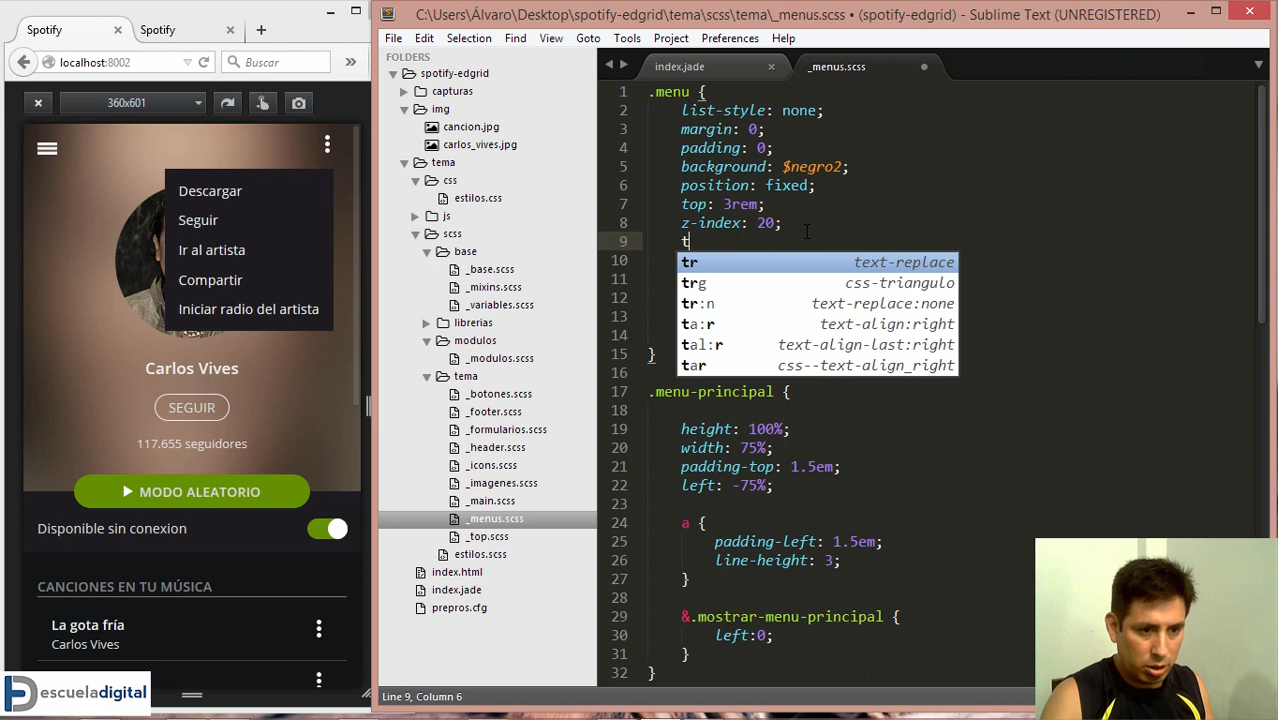 C:\Users\Álvaro\Desktop\spotify-edgrid\tema\scss\tema\_menus.scss • (spotify-edgrid) - Sublime Text (UNREGISTERED)
Spotify
Spotify
localhost:8002
Buscar
360x601
Descargar
Seguir
Ir al artista
Compartir
Iniciar radio del artista
Carlos Vives
SEGUIR
117.655 seguidores
MODO ALEATORIO
Disponible sin conexion
CANCIONES EN TU MÚSICA
La gota fría
Carlos Vives
escueladigital
File Edit Selection Find View Goto Tools Project Preferences Help
FOLDERS
spotify-edgrid
capturas
img
cancion.jpg
carlos_vives.jpg
tema
css
estilos.css
js
scss
base
_base.scss
_mixins.scss
_variables.scss
librerias
modulos
_modulos.scss
tema
_botones.scss
_footer.scss
_formularios.scss
_header.scss
_icons.scss
_imagenes.scss
_main.scss
_menus.scss
_top.scss
estilos.scss
index.html
index.jade
prepros.cfg
index.jade
_menus.scss
1 .menu {
2 list-style: none;
3 margin: 0;
4 padding: 0;
5 background: $negro2;
6 position: fixed;
7 top: 3rem;
8 z-index: 20;
9 t
10
11
12
13
14
15 }
16
17 .menu-principal {
18
19 height: 100%;
20 width: 75%;
21 padding-top: 1.5em;
22 left: -75%;
23
24 a {
25 padding-left: 1.5em;
26 line-height: 3;
27 }
28
29 &.mostrar-menu-principal {
30 left:0;
31 }
32 }
tr text-replace
trg css-triangulo
tr:n text-replace:none
ta:r text-align:right
tal:r text-align-last:right
tar css--text-align_right
Line 9, Column 6